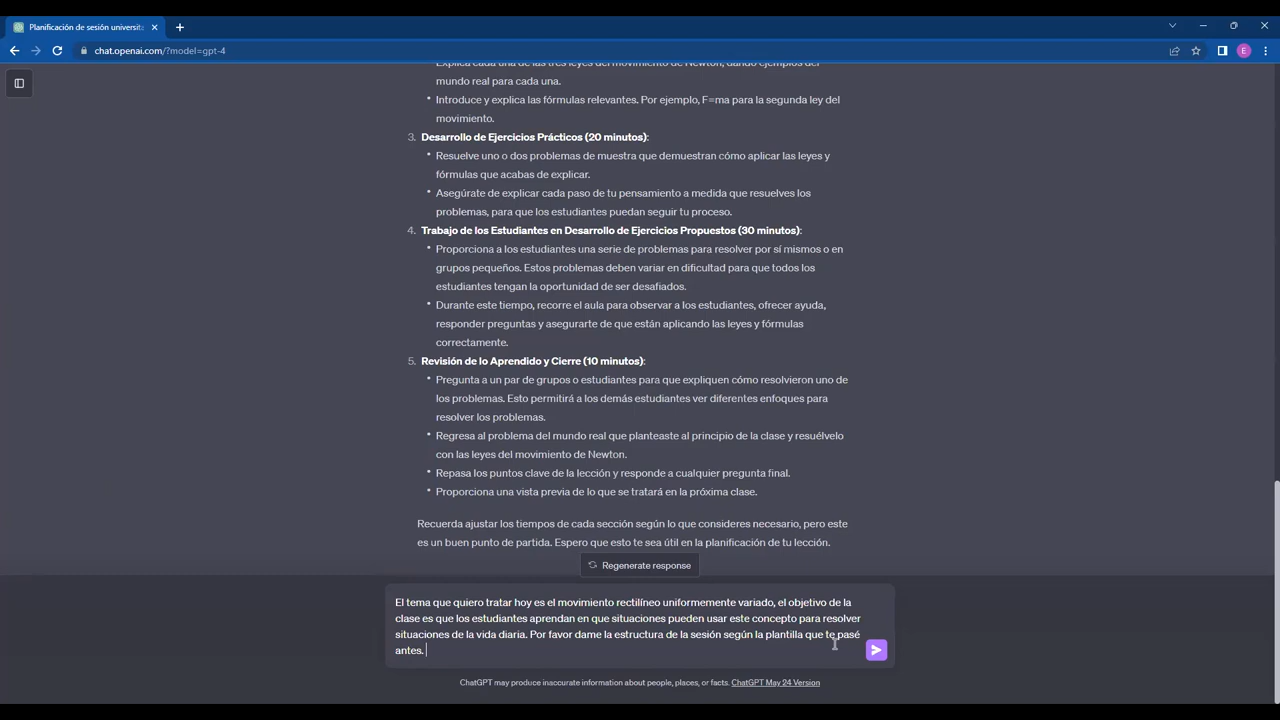 Planificación de sesión universita
chat.openai.com/?model=gpt-4
E
Explica cada una de las tres leyes del movimiento de Newton, dando ejemplos del
mundo real para cada una.
• Introduce y explica las fórmulas relevantes. Por ejemplo, F=ma para la segunda ley del
movimiento.
3. Desarrollo de Ejercicios Prácticos (20 minutos):
• Resuelve uno o dos problemas de muestra que demuestran cómo aplicar las leyes y
fórmulas que acabas de explicar.
• Asegúrate de explicar cada paso de tu pensamiento a medida que resuelves los
problemas, para que los estudiantes puedan seguir tu proceso.
4. Trabajo de los Estudiantes en Desarrollo de Ejercicios Propuestos (30 minutos):
• Proporciona a los estudiantes una serie de problemas para resolver por sí mismos o en
grupos pequeños. Estos problemas deben variar en dificultad para que todos los
estudiantes tengan la oportunidad de ser desafiados.
• Durante este tiempo, recorre el aula para observar a los estudiantes, ofrecer ayuda,
responder preguntas y asegurarte de que están aplicando las leyes y fórmulas
correctamente.
5. Revisión de lo Aprendido y Cierre (10 minutos):
• Pregunta a un par de grupos o estudiantes para que expliquen cómo resolvieron uno de
los problemas. Esto permitirá a los demás estudiantes ver diferentes enfoques para
resolver los problemas.
• Regresa al problema del mundo real que planteaste al principio de la clase y resuélvelo
con las leyes del movimiento de Newton.
• Repasa los puntos clave de la lección y responde a cualquier pregunta final.
• Proporciona una vista previa de lo que se tratará en la próxima clase.
Recuerda ajustar los tiempos de cada sección según lo que consideres necesario, pero este
es un buen punto de partida. Espero que esto te sea útil en la planificación de tu lección.
Regenerate response
El tema que quiero tratar hoy es el movimiento rectilíneo uniformemente variado, el objetivo de la
clase es que los estudiantes aprendan en que situaciones pueden usar este concepto para resolver
situaciones de la vida diaria. Por favor dame la estructura de la sesión según la plantilla que te pasé
antes.
ChatGPT may produce inaccurate information about people, places, or facts. ChatGPT May 24 Version